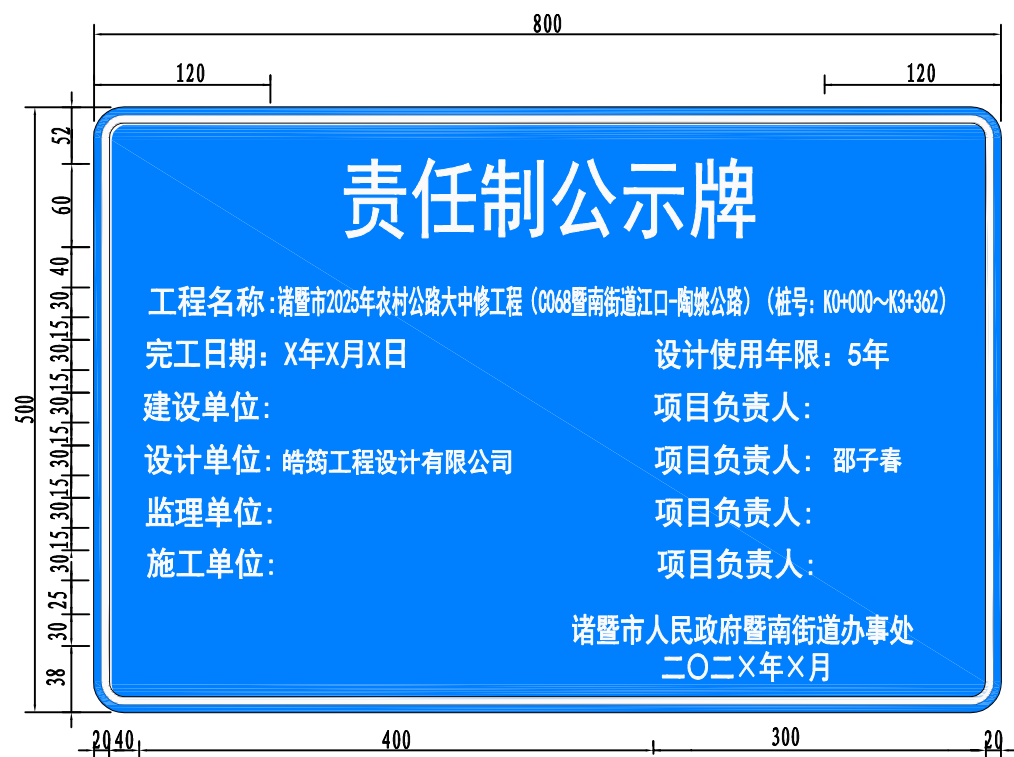 800
120 120
责任制公示牌
工程名称:诸暨市2025年农村公路大中修工程（C068暨南街道江口-陶姚公路）（桩号：K0+000～K3+362）
完工日期：X年X月X日 设计使用年限：5年
建设单位: 项目负责人:
设计单位: 皓筠工程设计有限公司 项目负责人: 邵子春
监理单位: 项目负责人:
施工单位: 项目负责人:
诸暨市人民政府暨南街道办事处
二〇二×年×月
500
52
60
40
30
15
30
15
30
15
30
15
30
15
30
25
30
38
20 40 400 300 20